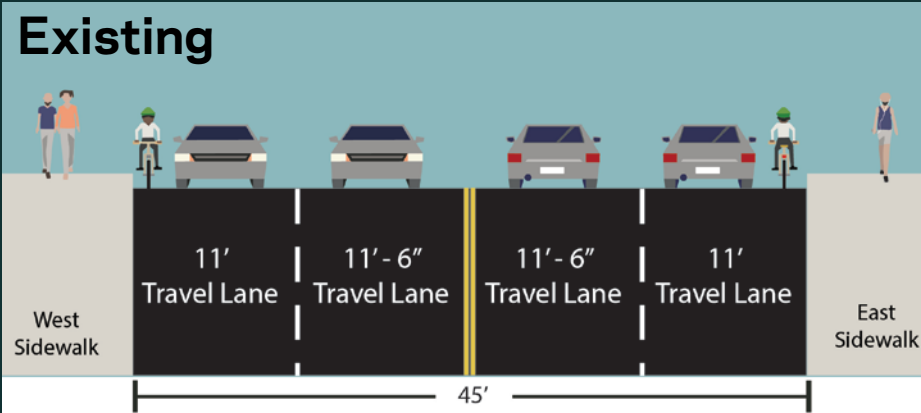 Existing
11'
Travel Lane
11'- 6"
Travel Lane
11'- 6"
Travel Lane
11'
Travel Lane
West
Sidewalk
East
Sidewalk
45'